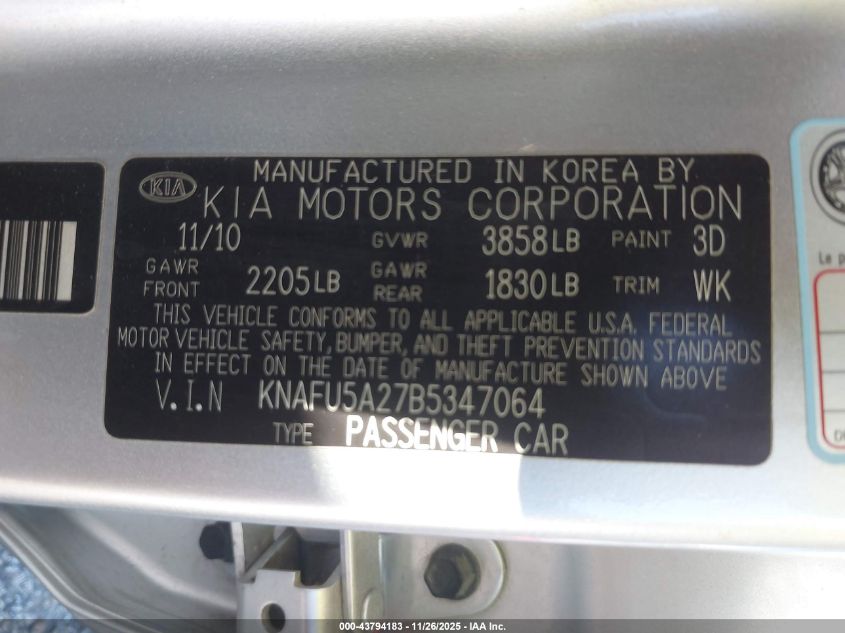 MANUFACTURED IN KOREA BY
KIA KIA MOTORS CORPORATION
11/10 GVWR 3858LB PAINT 3D
GAWR FRONT 2205LB GAWR REAR 1830LB TRIM WK
THIS VEHICLE CONFORMS TO ALL APPLICABLE U.S.A. FEDERAL
MOTOR VEHICLE SAFETY, BUMPER, AND THEFT PREVENTION STANDARDS
IN EFFECT ON THE DATE OF MANUFACTURE SHOWN ABOVE
V.I.N KNAFU5A27B5347064
TYPE PASSENGER CAR
Le p
000-43794183 - 11/26/2025 - IAA Inc.